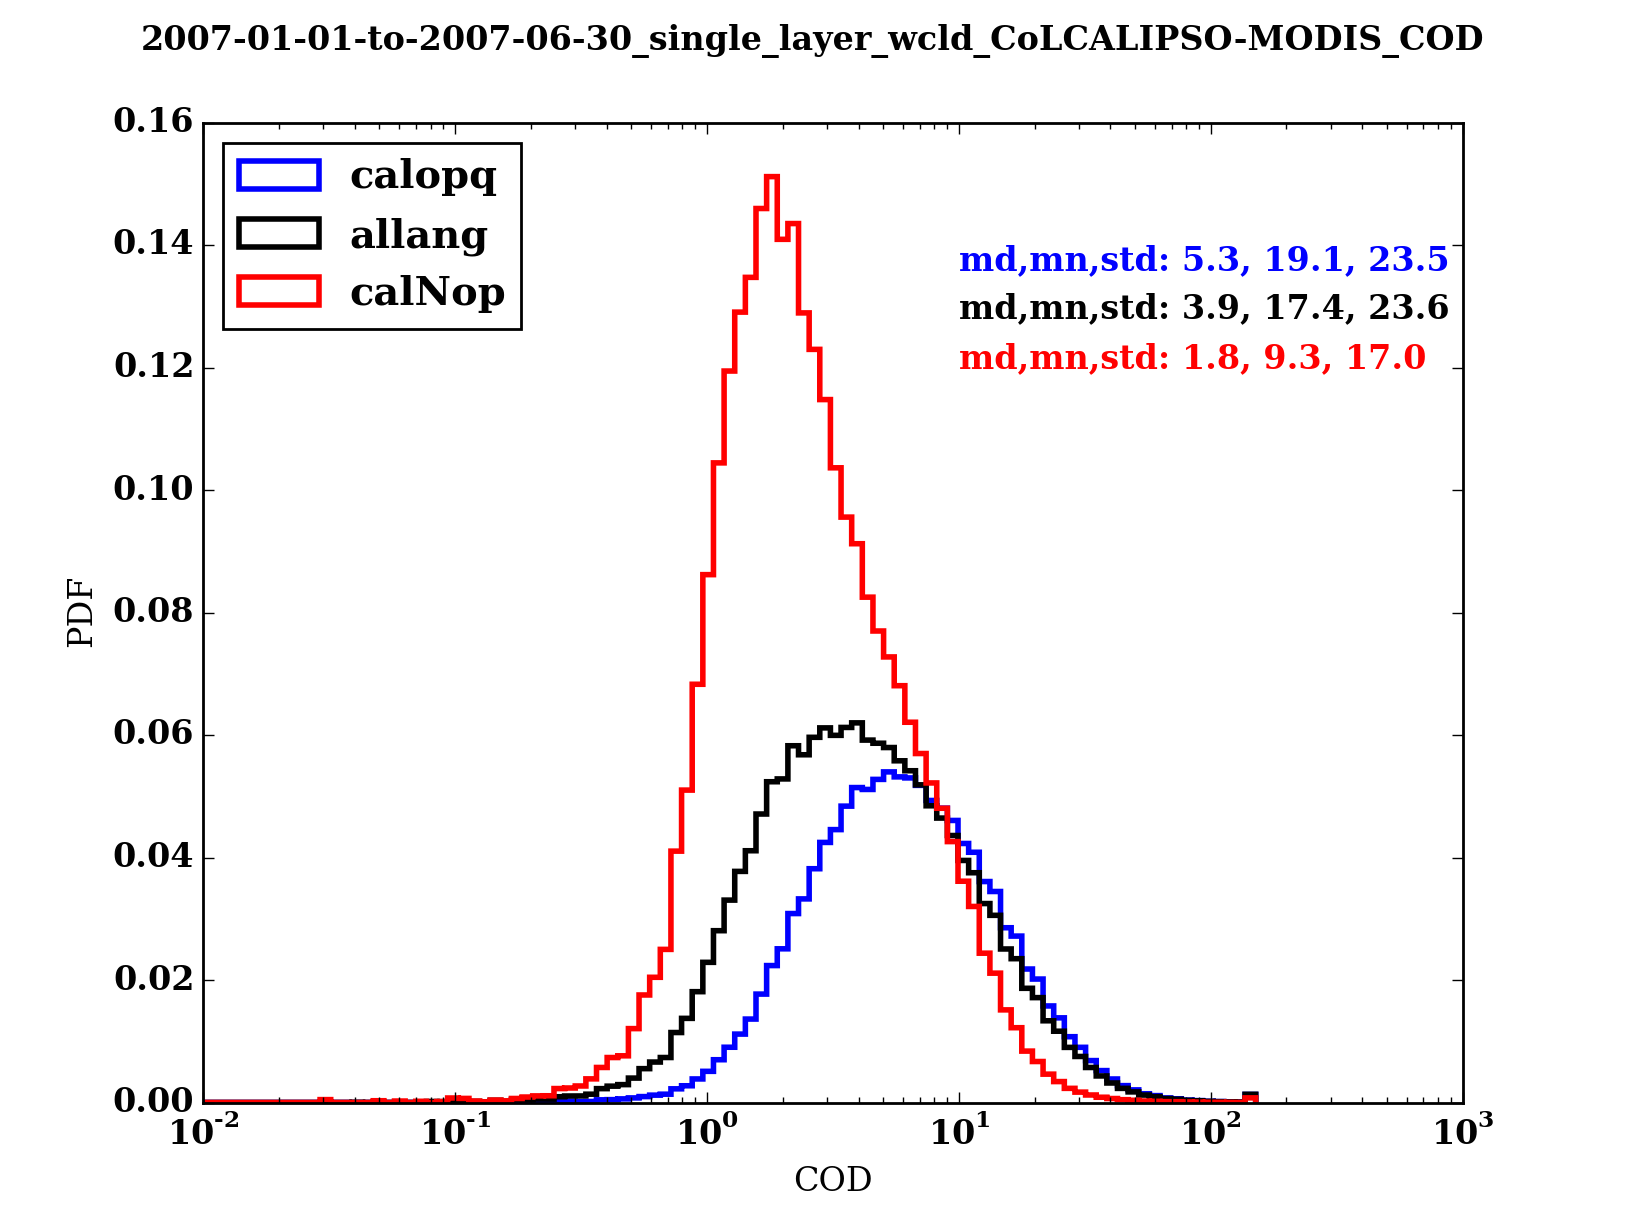 2007-01-01-to-2007-06-30_single_layer_wcld_CoLCALIPSO-MODIS_COD
0.16
0.14
0.12
0.10
0.08
0.06
0.04
0.02
0.00
PDF
calopq
allang
calNop
md,mn,std: 5.3, 19.1, 23.5
md,mn,std: 3.9, 17.4, 23.6
md,mn,std: 1.8, 9.3, 17.0
10⁻² 10⁻¹ 10⁰ 10¹ 10² 10³
COD